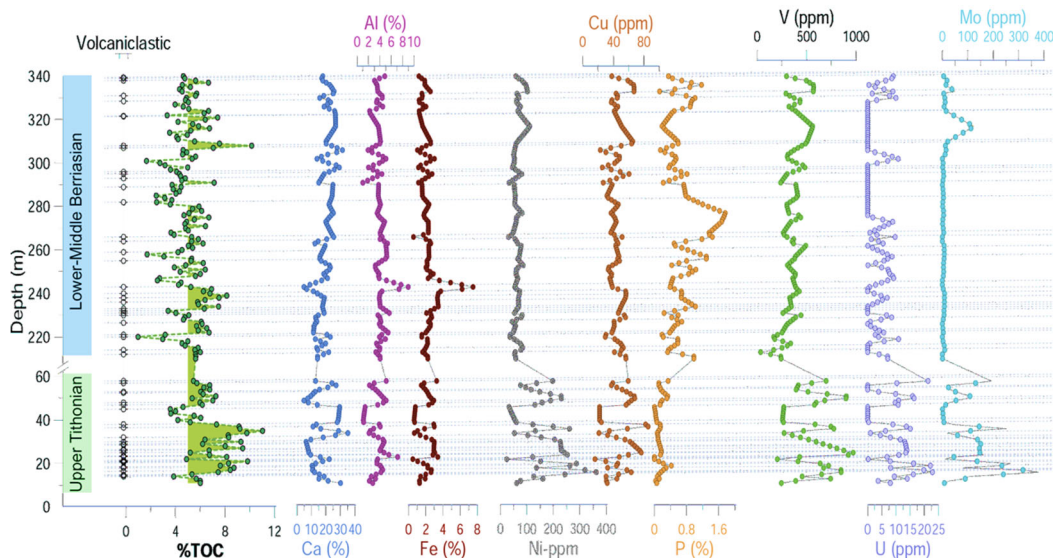 Al (%)
0 2 4 6 8 10
Cu (ppm)
0 40 80
V (ppm)
0 500 1000
Mo (ppm)
0 100 200 300 400
Volcaniclastic
Depth (m)
Lower-Middle Berriasian
Upper Tithonian
340
320
300
280
260
240
220
60
40
20
0
0 4 8 12
%TOC
0 10 20 30 40
Ca (%)
0 2 4 6 8
Fe (%)
0 100 200 300 400
Ni-ppm
0 0.8 1.6
P (%)
0 5 10 15 20 25
U (ppm)